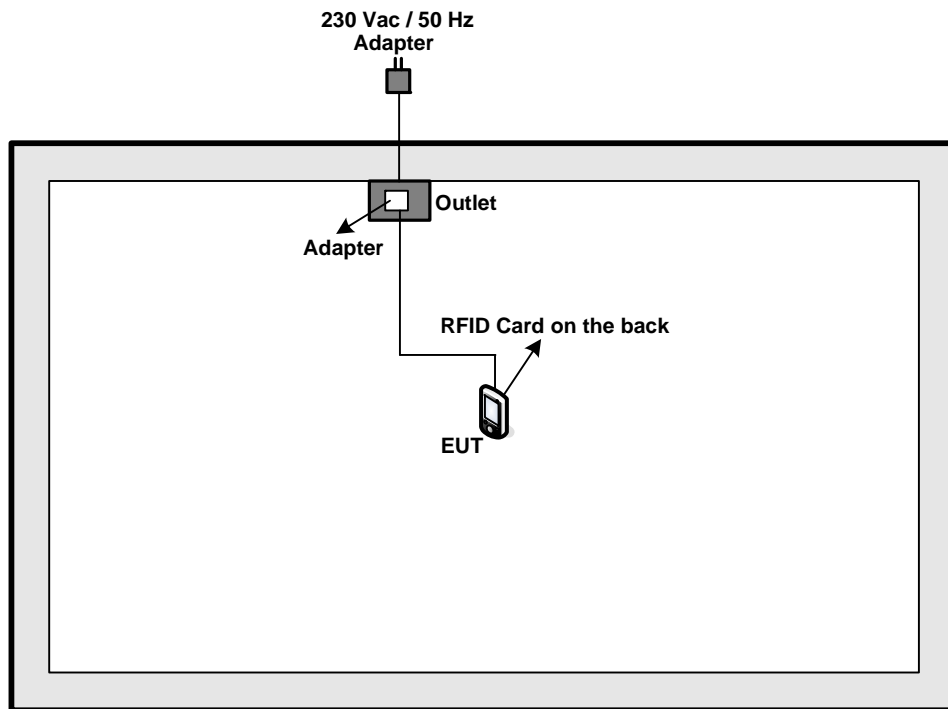 230 Vac / 50 Hz
Adapter
Outlet
Adapter
RFID Card on the back
EUT